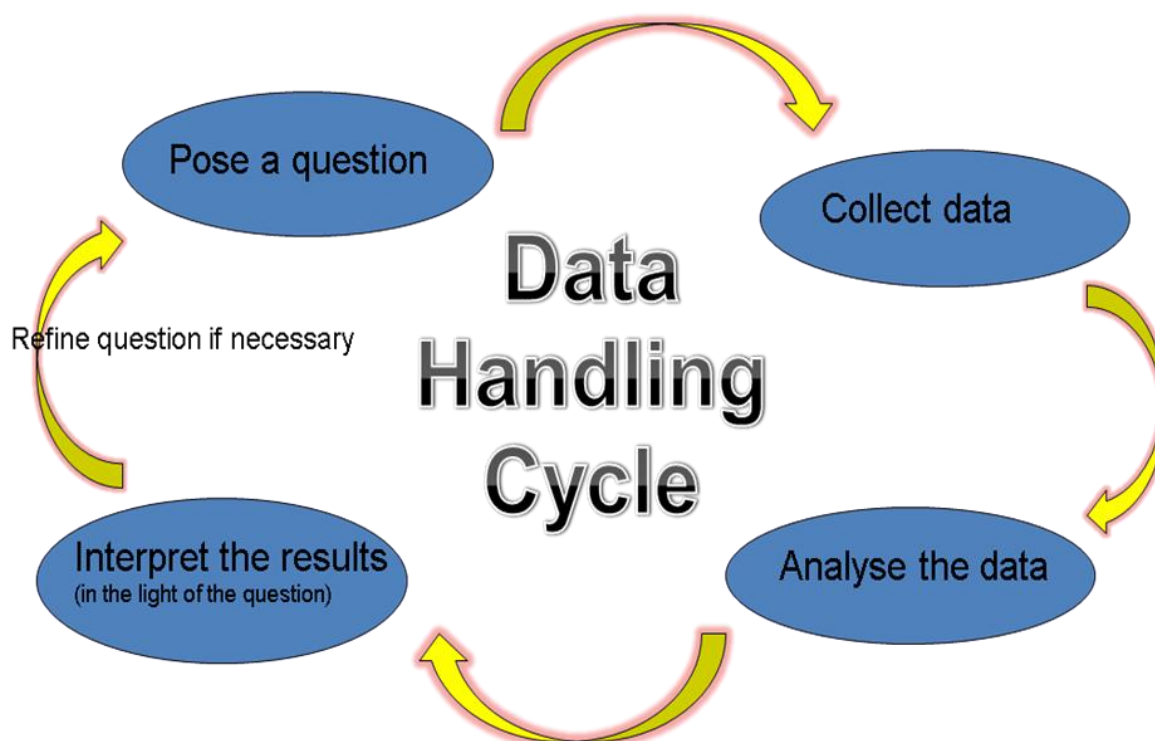 Pose a question
Collect data
Data
Handling
Cycle
Refine question if necessary
Interpret the results
(in the light of the question)
Analyse the data